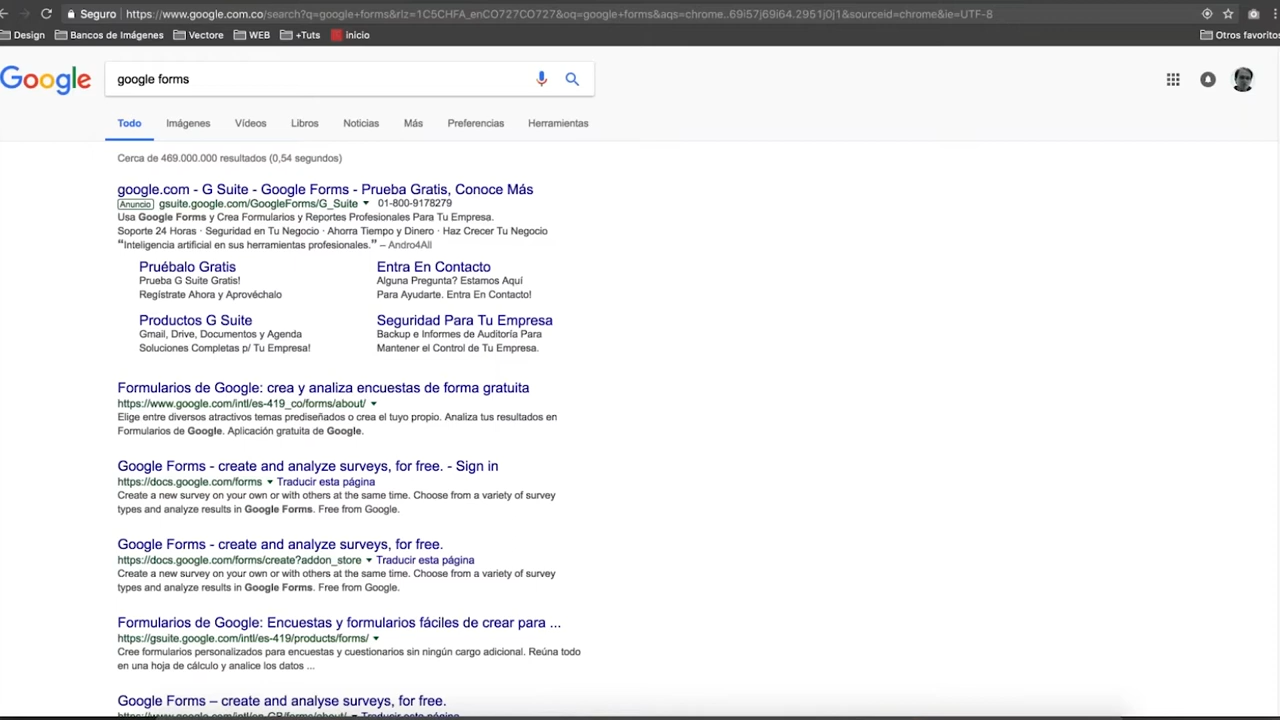 Seguro | https://www.google.com.co/search?q=google+forms&rlz=1C5CHFA_enCO727CO727&oq=google+forms&aqs=chrome..69i57j69i64.2951j0j1&sourceid=chrome&ie=UTF-8
Design Bancos de Imágenes Vectore WEB +Tuts inicio Otros favoritos
Google google forms
Todo Imágenes Vídeos Libros Noticias Más Preferencias Herramientas
Cerca de 469.000.000 resultados (0,54 segundos)
google.com - G Suite - Google Forms - Prueba Gratis, Conoce Más
Anuncio gsuite.google.com/GoogleForms/G_Suite 01-800-9178279
Usa Google Forms y Crea Formularios y Reportes Profesionales Para Tu Empresa.
Soporte 24 Horas · Seguridad en Tu Negocio · Ahorra Tiempo y Dinero · Haz Crecer Tu Negocio
“Inteligencia artificial en sus herramientas profesionales.” – Andro4All
Pruébalo Gratis
Prueba G Suite Gratis!
Regístrate Ahora y Aprovéchalo
Entra En Contacto
Alguna Pregunta? Estamos Aquí
Para Ayudarte. Entra En Contacto!
Productos G Suite
Gmail, Drive, Documentos y Agenda
Soluciones Completas p/ Tu Empresa!
Seguridad Para Tu Empresa
Backup e Informes de Auditoría Para
Mantener el Control de Tu Empresa.
Formularios de Google: crea y analiza encuestas de forma gratuita
https://www.google.com/intl/es-419_co/forms/about/
Elige entre diversos atractivos temas prediseñados o crea el tuyo propio. Analiza tus resultados en
Formularios de Google. Aplicación gratuita de Google.
Google Forms - create and analyze surveys, for free. - Sign in
https://docs.google.com/forms Traducir esta página
Create a new survey on your own or with others at the same time. Choose from a variety of survey
types and analyze results in Google Forms. Free from Google.
Google Forms - create and analyze surveys, for free.
https://docs.google.com/forms/create?addon_store Traducir esta página
Create a new survey on your own or with others at the same time. Choose from a variety of survey
types and analyze results in Google Forms. Free from Google.
Formularios de Google: Encuestas y formularios fáciles de crear para ...
https://gsuite.google.com/intl/es-419/products/forms/
Cree formularios personalizados para encuestas y cuestionarios sin ningún cargo adicional. Reúna todo
en una hoja de cálculo y analice los datos ...
Google Forms – create and analyse surveys, for free.
https://www.google.com/intl/en-GB/forms/about/ Traducir esta página